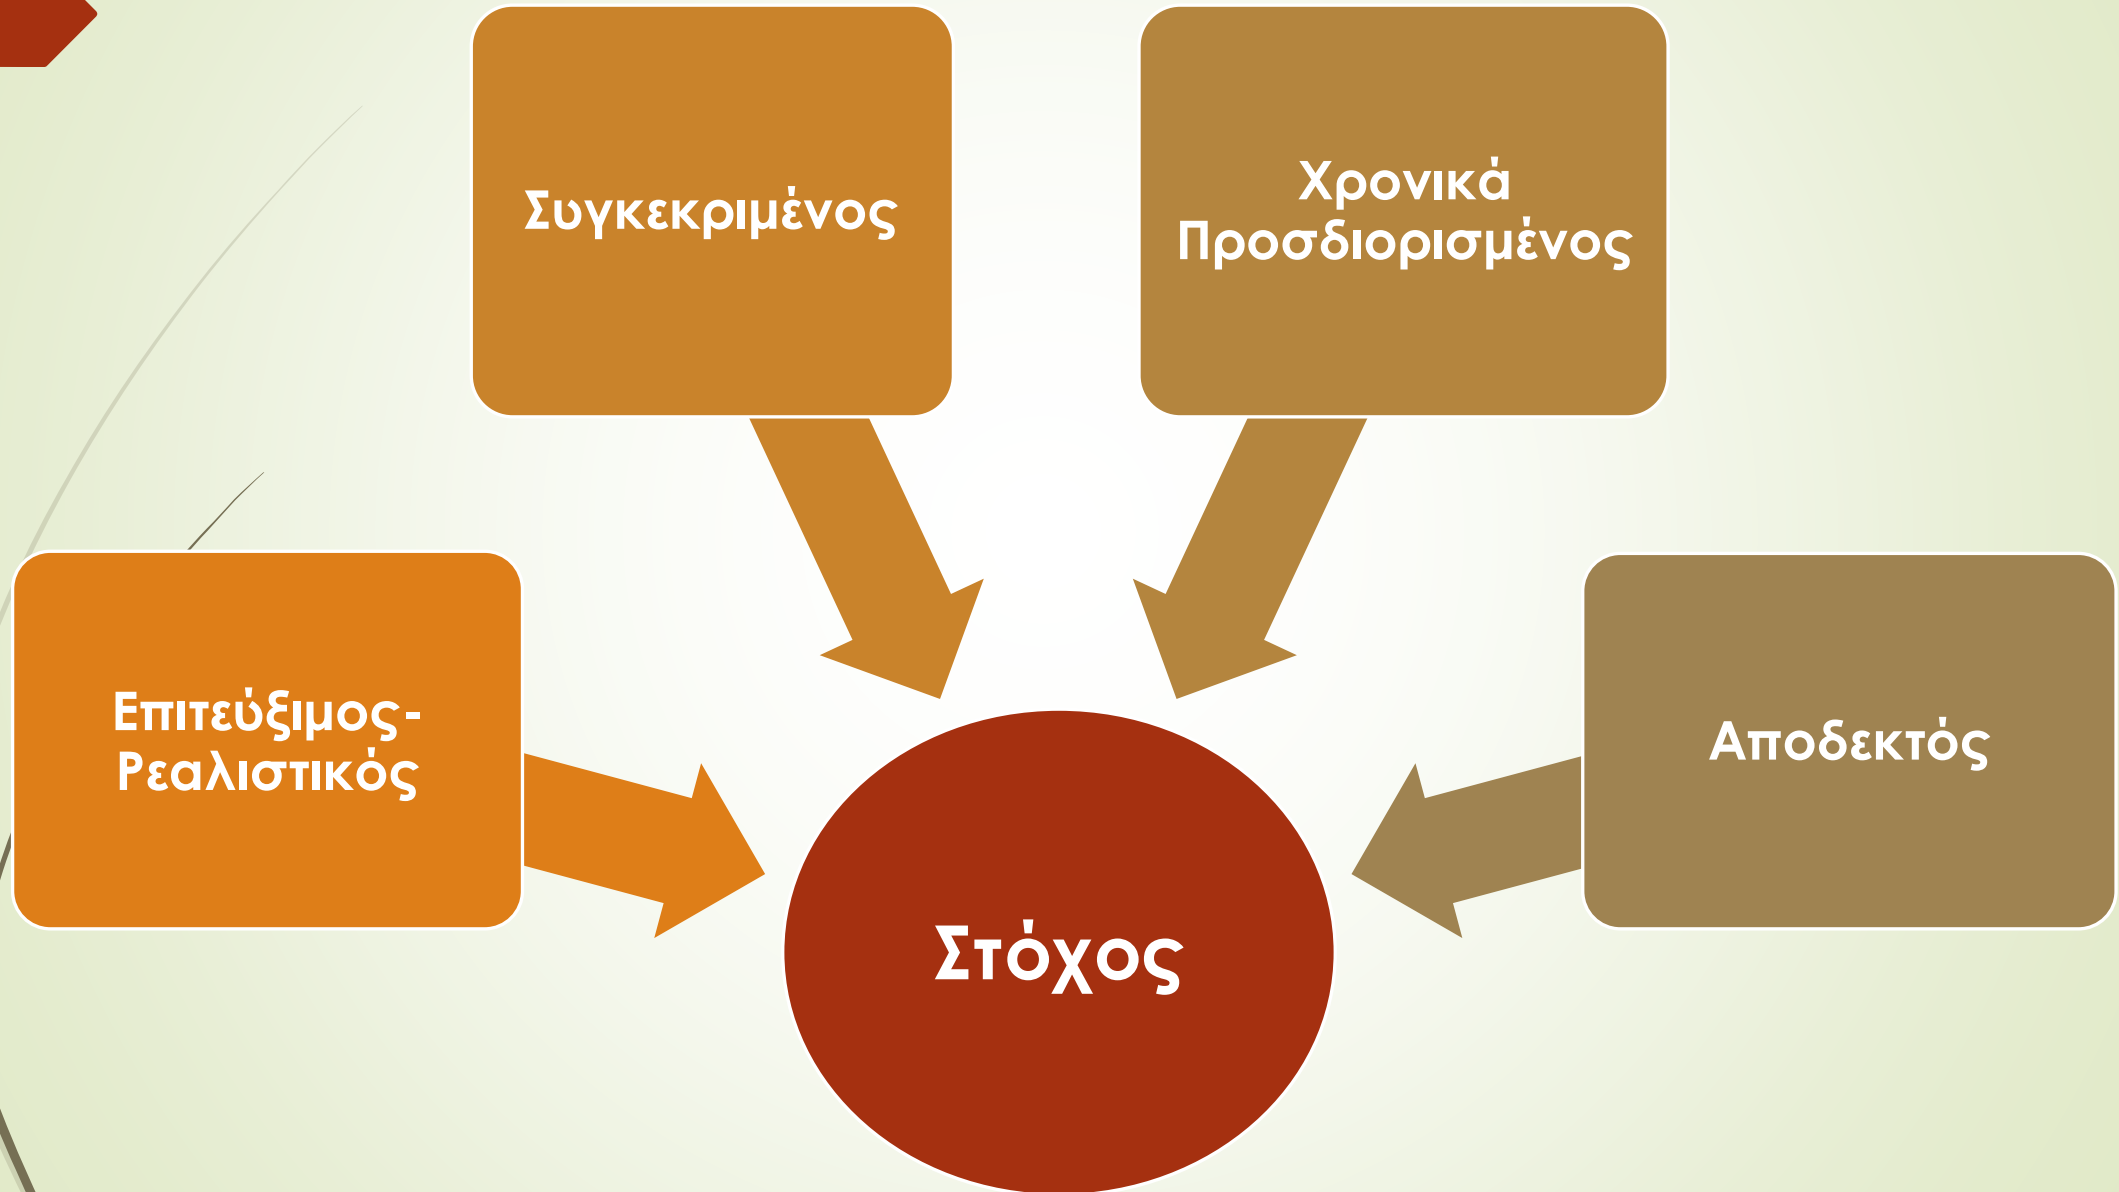 Συγκεκριμένος
Χρονικά
Προσδιορισμένος
Επιτεύξιμος-
Ρεαλιστικός
Αποδεκτός
Στόχος